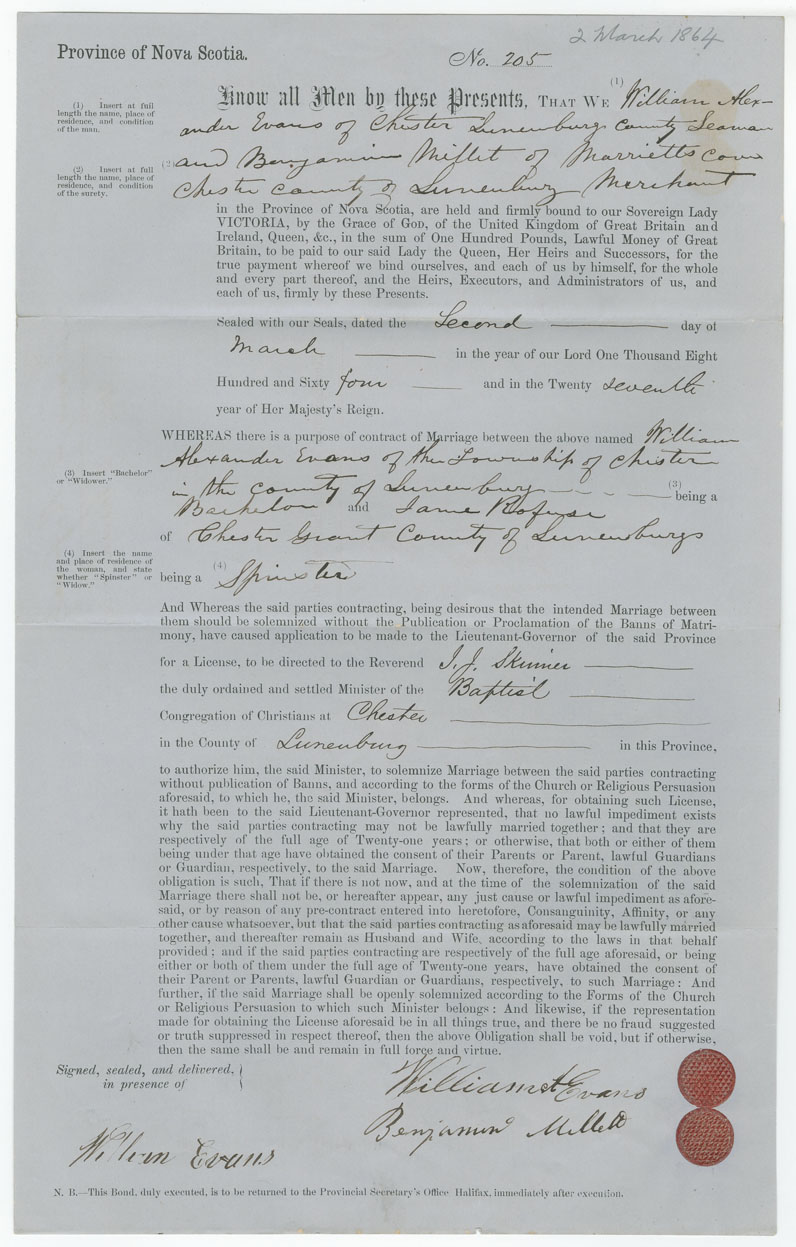 2 March 1864
Province of Nova Scotia.
No. 205
(1) Insert at full
length the name, place of
residence, and condition
of the man.
Know all Men by these Presents, THAT WE (1) William Alex-
ander Evans of Chester Lunenburg County Seaman
(2) Insert at full
length the name, place of
residence, and condition
of the surety.
(2) and Benjamin Millet of Marrietts Cove
Chester County of Lunenburg Merchant
in the Province of Nova Scotia, are held and firmly bound to our Sovereign Lady
VICTORIA, by the Grace of GOD, of the United Kingdom of Great Britain and
Ireland, Queen, &c., in the sum of One Hundred Pounds, Lawful Money of Great
Britain, to be paid to our said Lady the Queen, Her Heirs and Successors, for the
true payment whereof we bind ourselves, and each of us by himself, for the whole
and every part thereof, and the Heirs, Executors, and Administrators of us, and
each of us, firmly by these Presents.
Sealed with our Seals, dated the Second day of
March in the year of our Lord One Thousand Eight
Hundred and Sixty four and in the Twenty seventh
year of Her Majesty's Reign.
WHEREAS there is a purpose of contract of Marriage between the above named William
Alexander Evans of the Township of Chester
(3) Insert "Bachelor"
or "Widower."
in the County of Lunenburg (3) being a
Bachelor and Jane Rofuse
of Chester Grant County of Lunenburg
(4) Insert the name
and place of residence of
the woman, and state
whether "Spinster" or
"Widow."
being a (4) Spinster
And Whereas the said parties contracting, being desirous that the intended Marriage between
them should be solemnized without the Publication or Proclamation of the Banns of Matri-
mony, have caused application to be made to the Lieutenant-Governor of the said Province
for a License, to be directed to the Reverend I. J. Skinner
the duly ordained and settled Minister of the Baptist
Congregation of Christians at Chester
in the County of Lunenburg in this Province,
to authorize him, the said Minister, to solemnize Marriage between the said parties contracting
without publication of Banns, and according to the forms of the Church or Religious Persuasion
aforesaid, to which he, the said Minister, belongs. And whereas, for obtaining such License,
it hath been to the said Lieutenant-Governor represented, that no lawful impediment exists
why the said parties contracting may not be lawfully married together; and that they are
respectively of the full age of Twenty-one years; or otherwise, that both or either of them
being under that age have obtained the consent of their Parents or Parent, lawful Guardians
or Guardian, respectively, to the said Marriage. Now, therefore, the condition of the above
obligation is such, That if there is not now, and at the time of the solemnization of the said
Marriage there shall not be, or hereafter appear, any just cause or lawful impediment as afore-
said, or by reason of any pre-contract entered into heretofore, Consanguinity, Affinity, or any
other cause whatsoever, but that the said parties contracting as aforesaid may be lawfully married
together, and thereafter remain as Husband and Wife, according to the laws in that behalf
provided; and if the said parties contracting are respectively of the full age aforesaid, or being
either or both of them under the full age of Twenty-one years, have obtained the consent of
their Parent or Parents, lawful Guardian or Guardians, respectively, to such Marriage: And
further, if the said Marriage shall be openly solemnized according to the Forms of the Church
or Religious Persuasion to which such Minister belongs: And likewise, if the representation
made for obtaining the License aforesaid be in all things true, and there be no fraud suggested
or truth suppressed in respect thereof, then the above Obligation shall be void, but if otherwise,
then the same shall be and remain in full force and virtue.
Signed, sealed, and delivered,
in presence of
William A Evans
Benjamin Millett
William Evans
N. B.—This Bond, duly executed, is to be returned to the Provincial Secretary's Office Halifax, immediately after execution.